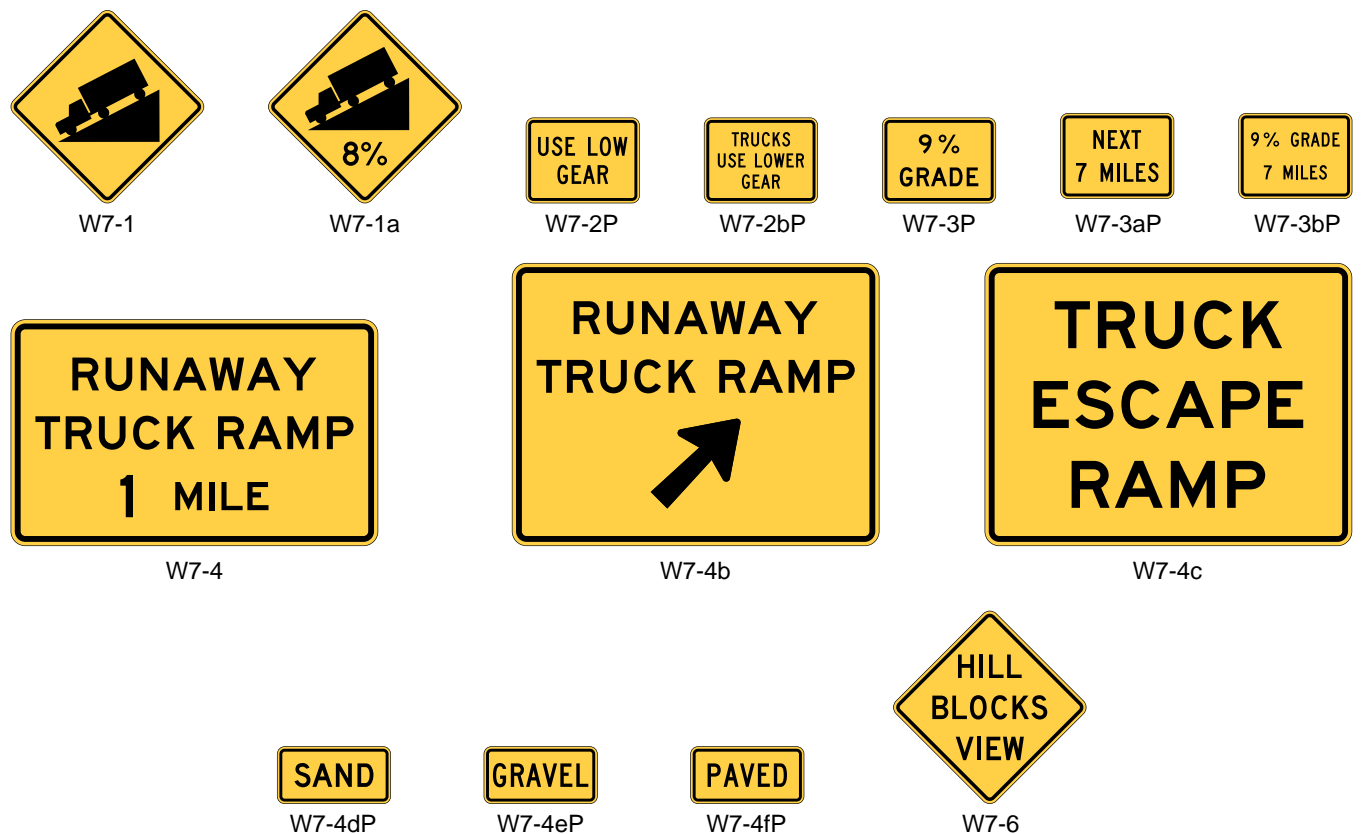 8%
W7-1
W7-1a
USE LOW
GEAR
W7-2P
TRUCKS
USE LOWER
GEAR
W7-2bP
9%
GRADE
W7-3P
NEXT
7 MILES
W7-3aP
9% GRADE
7 MILES
W7-3bP
RUNAWAY
TRUCK RAMP
1 MILE
W7-4
RUNAWAY
TRUCK RAMP
W7-4b
TRUCK
ESCAPE
RAMP
W7-4c
SAND
W7-4dP
GRAVEL
W7-4eP
PAVED
W7-4fP
HILL
BLOCKS
VIEW
W7-6